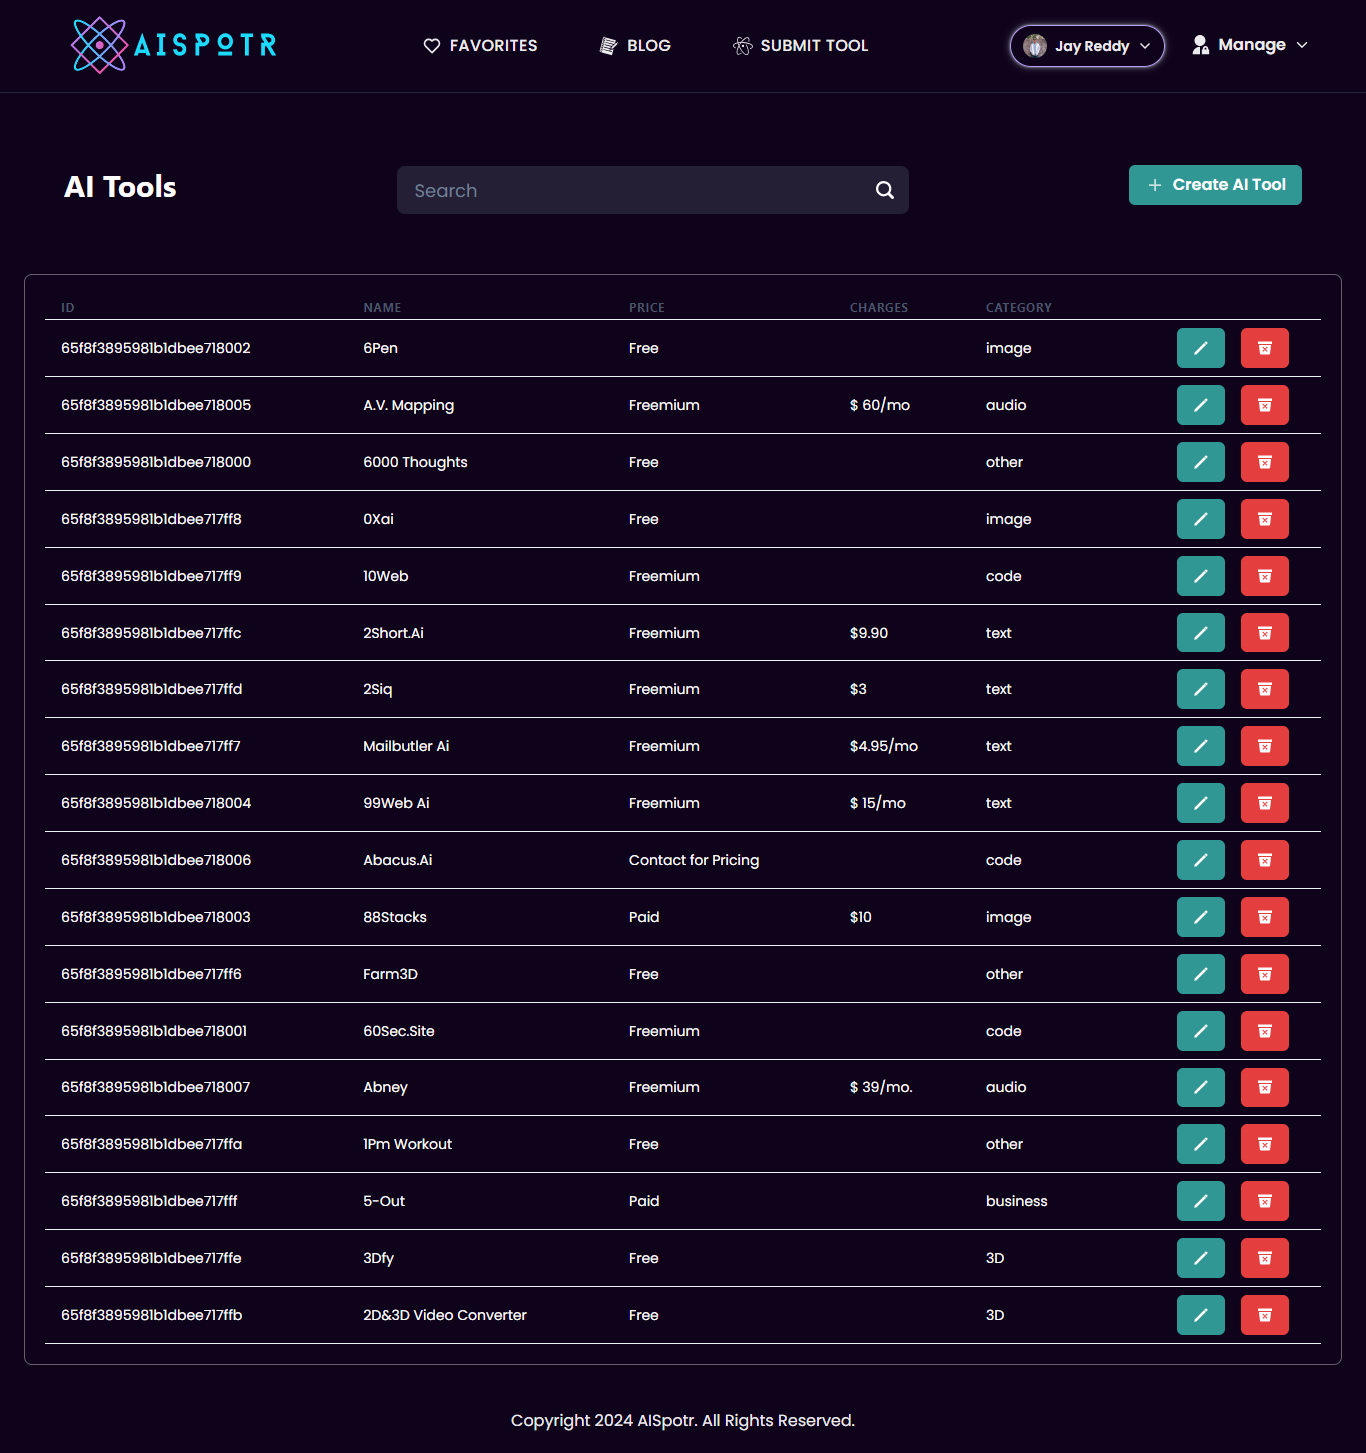 AISPOTR FAVORITES BLOG SUBMIT TOOL Jay Reddy Manage
AI Tools Search Create AI Tool
ID NAME PRICE CHARGES CATEGORY
65f8f3895981b1dbee718002 6Pen Free image
65f8f3895981b1dbee718005 A.V. Mapping Freemium $ 60/mo audio
65f8f3895981b1dbee718000 6000 Thoughts Free other
65f8f3895981b1dbee717ff8 0Xai Free image
65f8f3895981b1dbee717ff9 10Web Freemium code
65f8f3895981b1dbee717ffc 2Short.Ai Freemium $9.90 text
65f8f3895981b1dbee717ffd 2Siq Freemium $3 text
65f8f3895981b1dbee717ff7 Mailbutler Ai Freemium $4.95/mo text
65f8f3895981b1dbee718004 99Web Ai Freemium $ 15/mo text
65f8f3895981b1dbee718006 Abacus.Ai Contact for Pricing code
65f8f3895981b1dbee718003 88Stacks Paid $10 image
65f8f3895981b1dbee717ff6 Farm3D Free other
65f8f3895981b1dbee718001 60Sec.Site Freemium code
65f8f3895981b1dbee718007 Abney Freemium $ 39/mo. audio
65f8f3895981b1dbee717ffa 1Pm Workout Free other
65f8f3895981b1dbee717fff 5-Out Paid business
65f8f3895981b1dbee717ffe 3Dfy Free 3D
65f8f3895981b1dbee717ffb 2D&3D Video Converter Free 3D
Copyright 2024 AISpotr. All Rights Reserved.